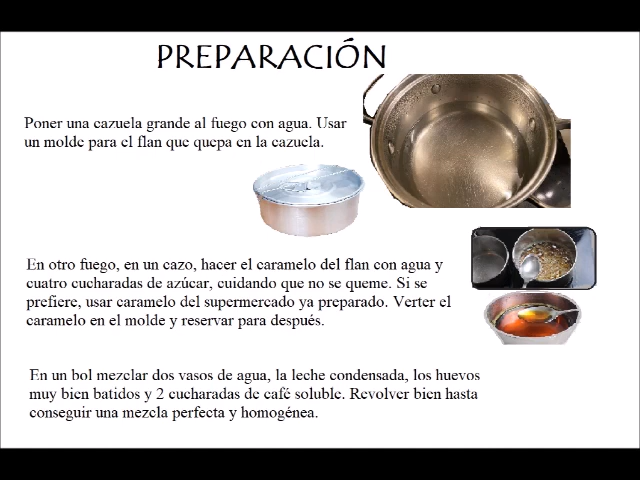 PREPARACIÓN
Poner una cazuela grande al fuego con agua. Usar
un molde para el flan que quepa en la cazuela.
En otro fuego, en un cazo, hacer el caramelo del flan con agua y
cuatro cucharadas de azúcar, cuidando que no se queme. Si se
prefiere, usar caramelo del supermercado ya preparado. Verter el
caramelo en el molde y reservar para después.
En un bol mezclar dos vasos de agua, la leche condensada, los huevos
muy bien batidos y 2 cucharadas de café soluble. Revolver bien hasta
conseguir una mezcla perfecta y homogénea.